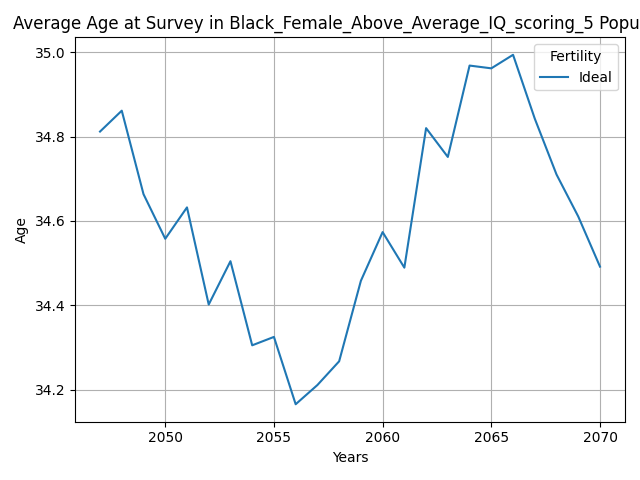 Average Age at Survey in Black_Female_Above_Average_IQ_scoring_5 Popu
35.0
34.8
34.6
34.4
34.2
Age
Fertility
Ideal
2050 2055 2060 2065 2070
Years